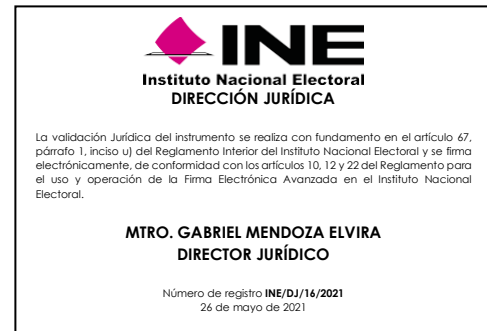 INE
Instituto Nacional Electoral
DIRECCIÓN JURÍDICA
La validación Jurídica del instrumento se realiza con fundamento en el artículo 67,
párrafo 1, inciso u) del Reglamento Interior del Instituto Nacional Electoral y se firma
electrónicamente, de conformidad con los artículos 10, 12 y 22 del Reglamento para
el uso y operación de la Firma Electrónica Avanzada en el Instituto Nacional
Electoral.
MTRO. GABRIEL MENDOZA ELVIRA
DIRECTOR JURÍDICO
Número de registro INE/DJ/16/2021
26 de mayo de 2021